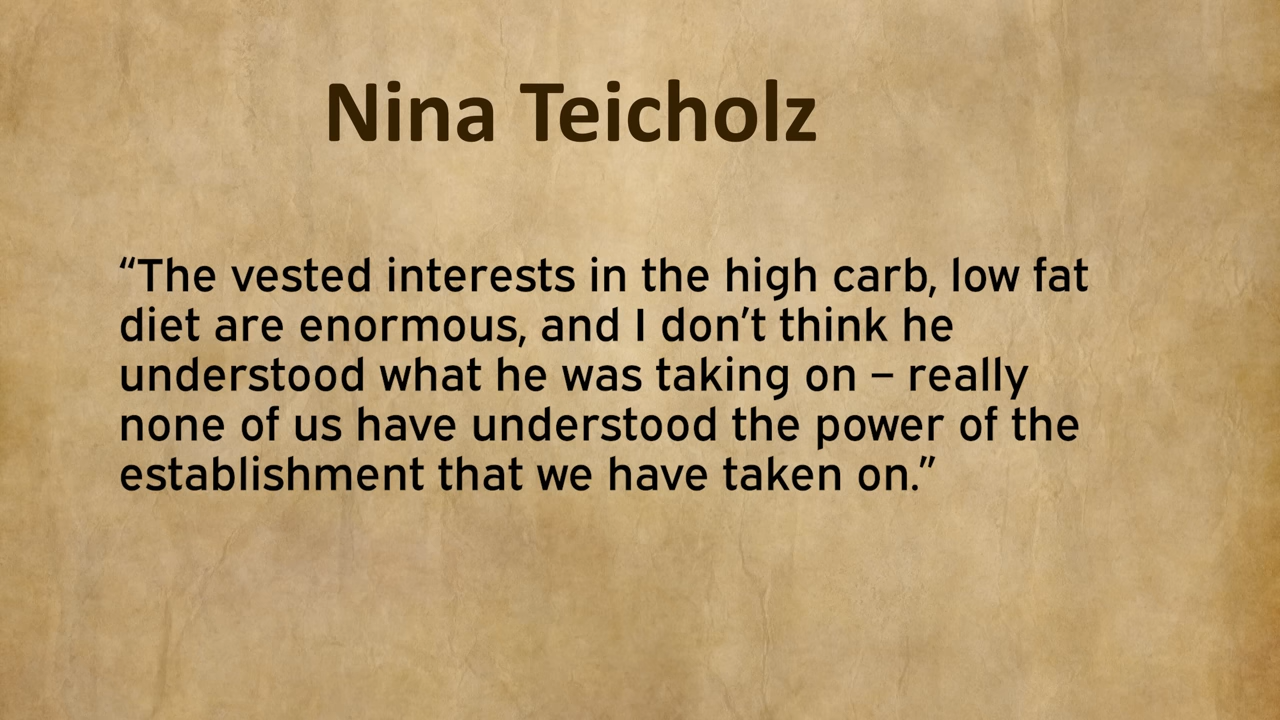 Nina Teicholz
“The vested interests in the high carb, low fat
diet are enormous, and I don’t think he
understood what he was taking on – really
none of us have understood the power of the
establishment that we have taken on.”